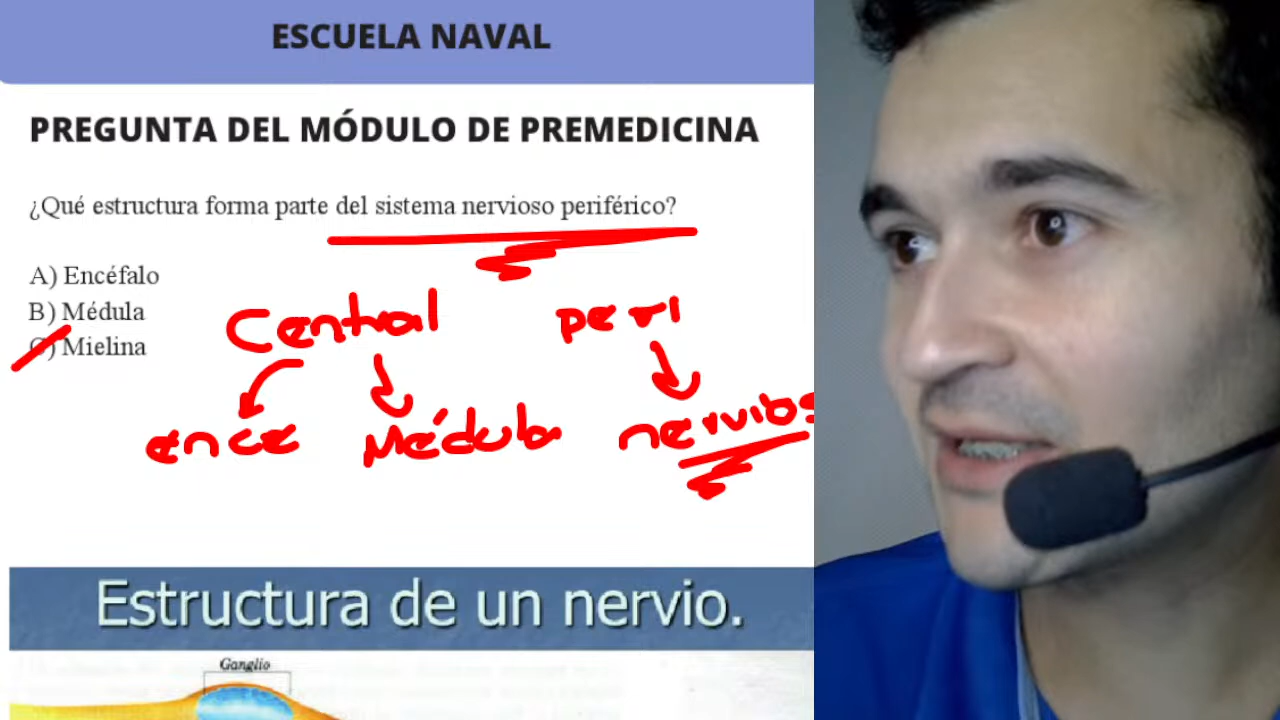 ESCUELA NAVAL
PREGUNTA DEL MÓDULO DE PREMEDICINA
¿Qué estructura forma parte del sistema nervioso periférico?
A) Encéfalo
B) Médula
C) Mielina
Central peri
ence Médula nervios
Estructura de un nervio.
Ganglio